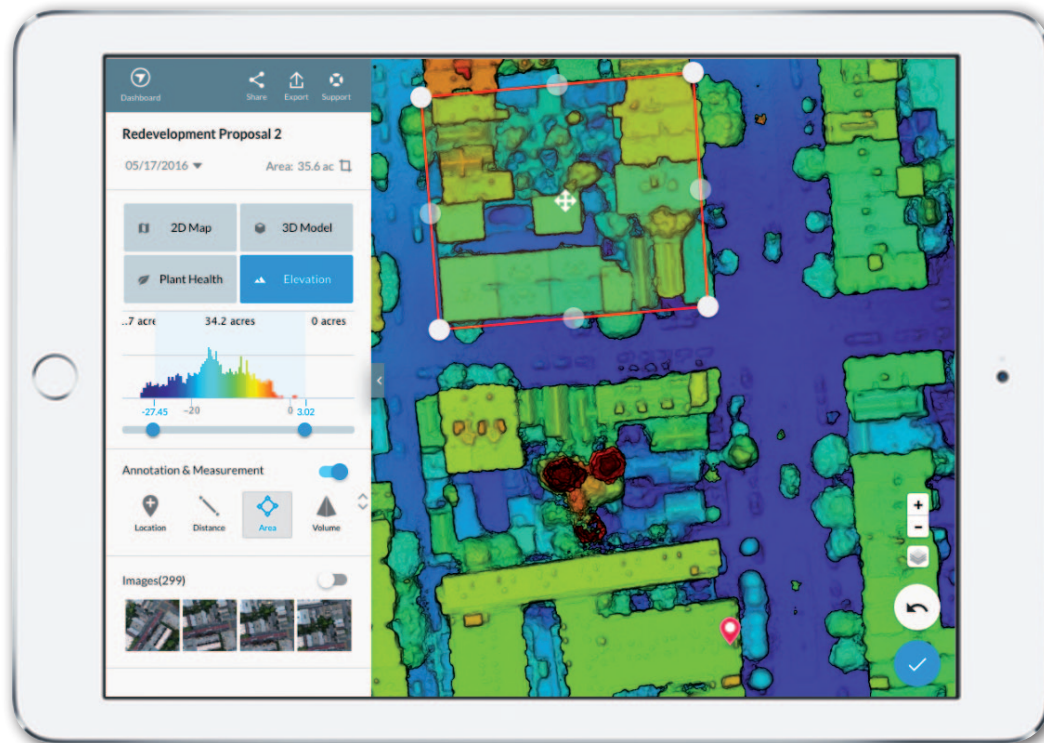 Dashboard
Share Export Support
Redevelopment Proposal 2
05/17/2016 Area: 35.6 ac
2D Map 3D Model
Plant Health Elevation
..7 acre 34.2 acres 0 acres
-27.45 -20 0 3.02
Annotation & Measurement
Location Distance Area Volume
Images(299)
+
−